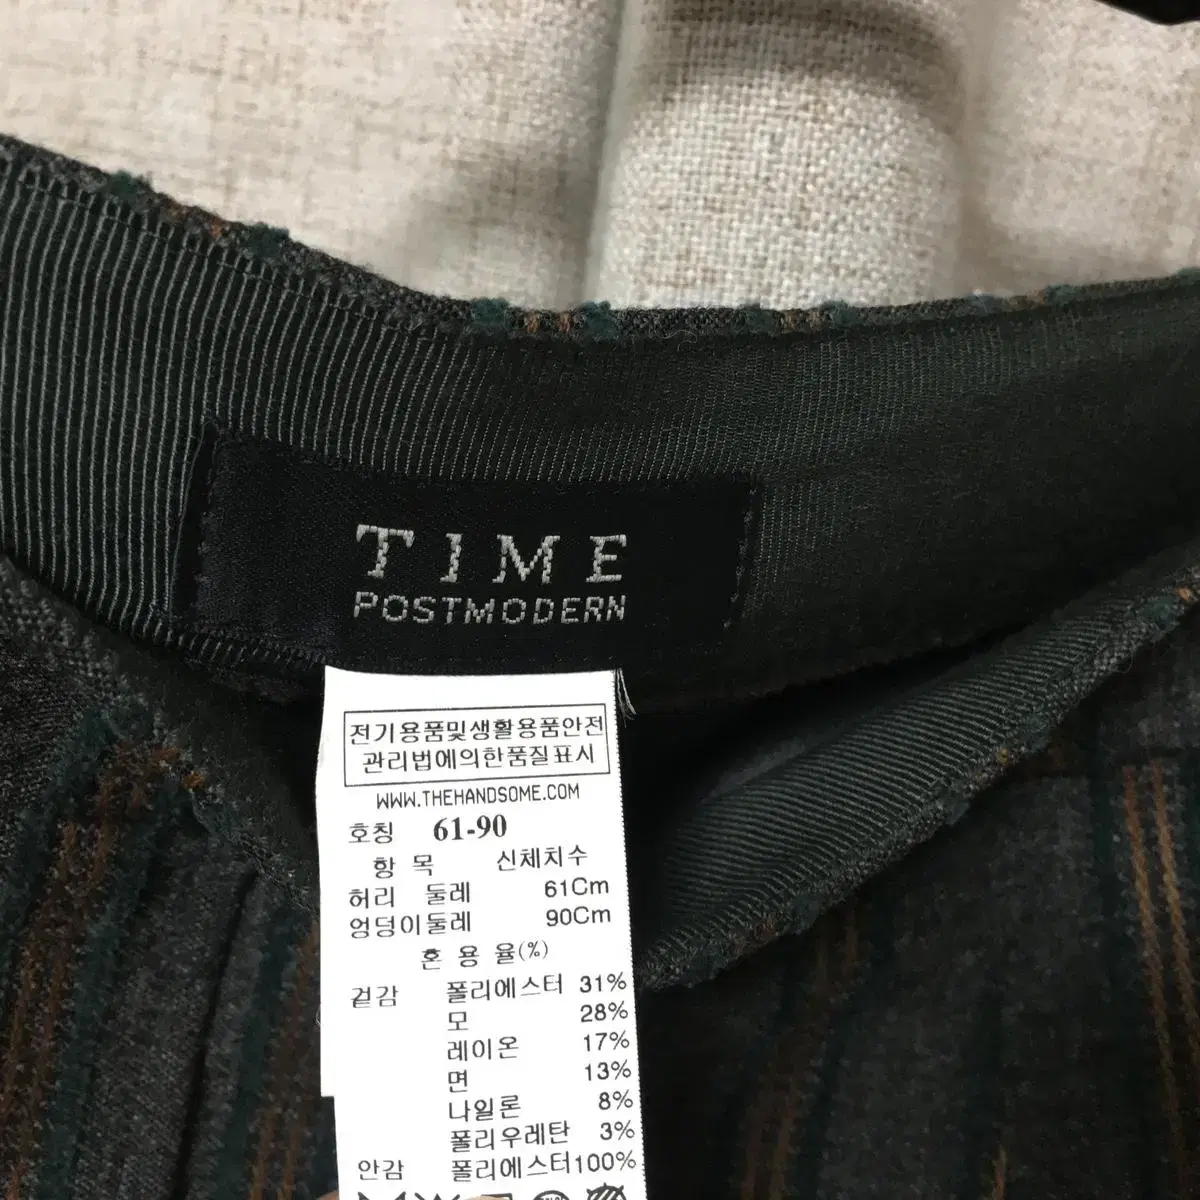 TIME
POSTMODERN
전기용품및생활용품안전
관리법에의한품질표시
WWW.THEHANDSOME.COM
호칭 61-90
항 목 신체치수
허리 둘레 61Cm
엉덩이둘레 90Cm
혼 용 율(%)
겉감 폴리에스터 31%
모 28%
레이온 17%
면 13%
나일론 8%
폴리우레탄 3%
안감 폴리에스터100%